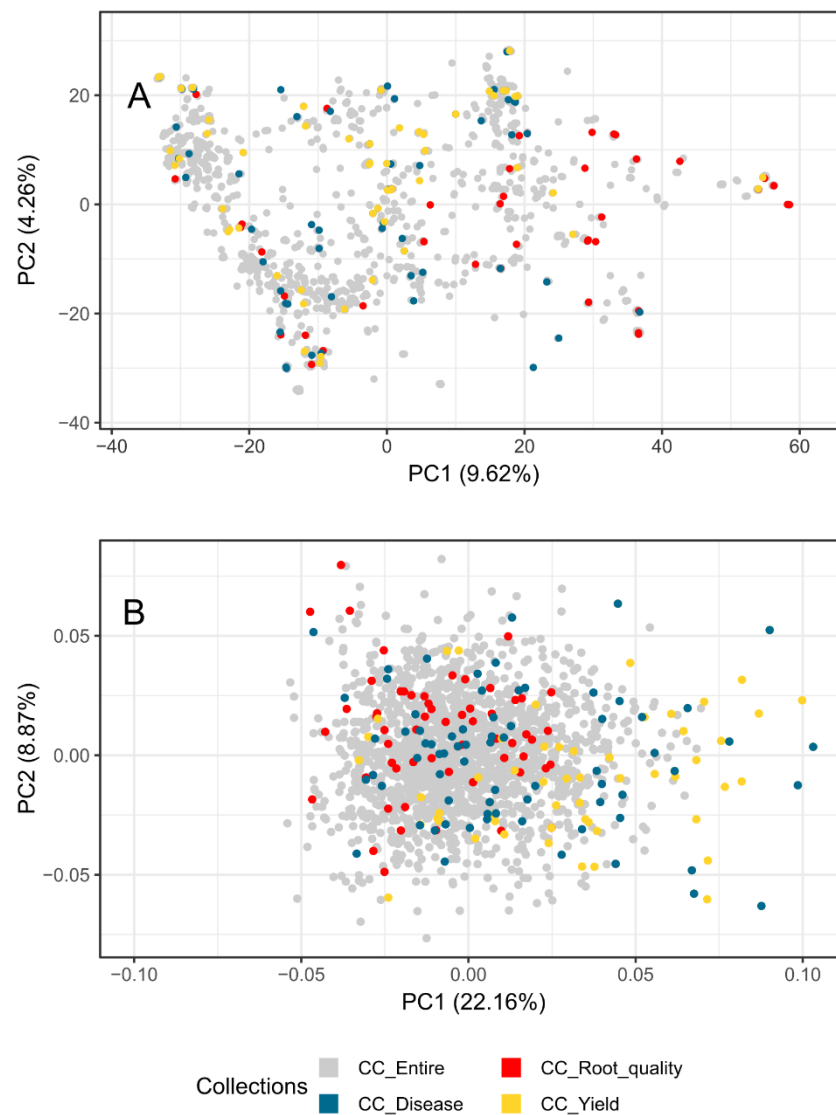 A
20
0
−20
−40
PC2 (4.26%)
−40 −20 0 20 40 60
PC1 (9.62%)
B
0.05
0.00
−0.05
PC2 (8.87%)
−0.10 −0.05 0.00 0.05 0.10
PC1 (22.16%)
Collections
CC_Entire CC_Root_quality
CC_Disease CC_Yield